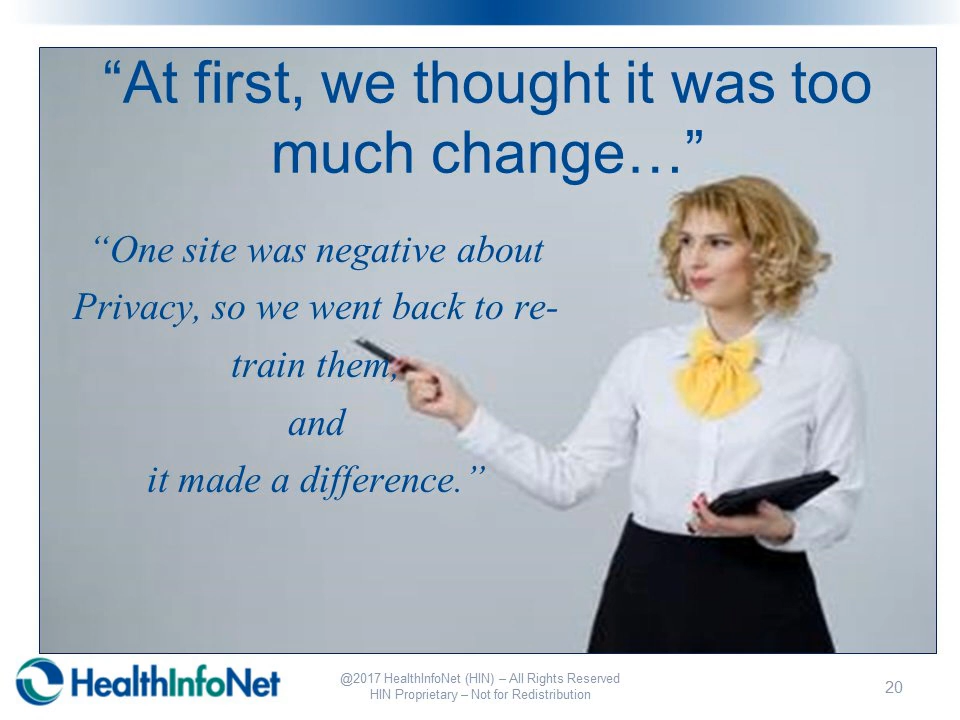 “At first, we thought it was too
much change…”
“One site was negative about
Privacy, so we went back to re-
train them,
and
it made a difference.”
HealthInfoNet
@2017 HealthInfoNet (HIN) – All Rights Reserved
HIN Proprietary – Not for Redistribution
20